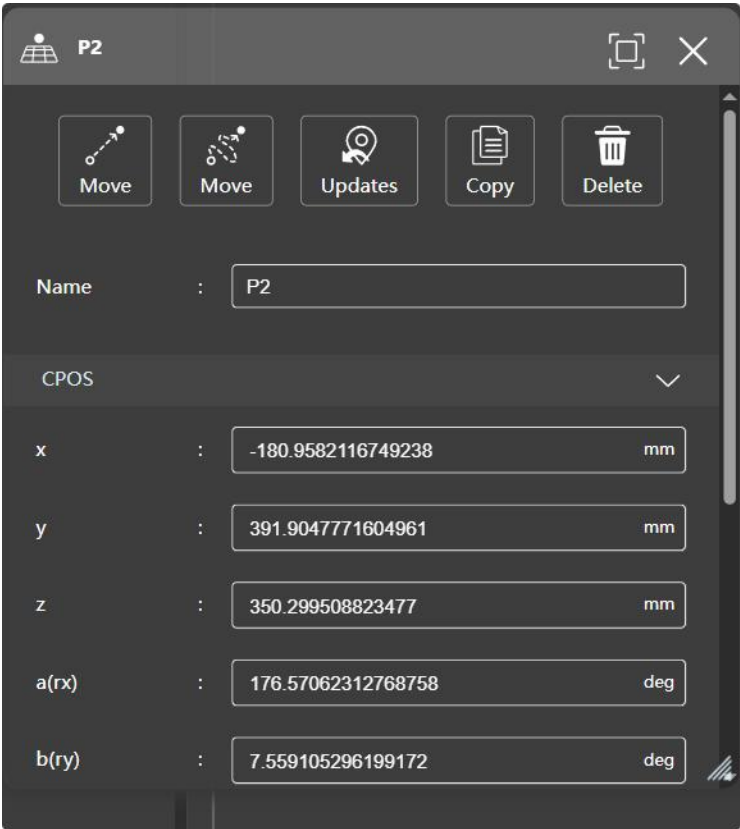 P2
Move Move Updates Copy Delete
Name : P2
CPOS
x : -180.9582116749238 mm
y : 391.9047771604961 mm
z : 350.299508823477 mm
a(rx) : 176.57062312768758 deg
b(ry) : 7.559105296199172 deg